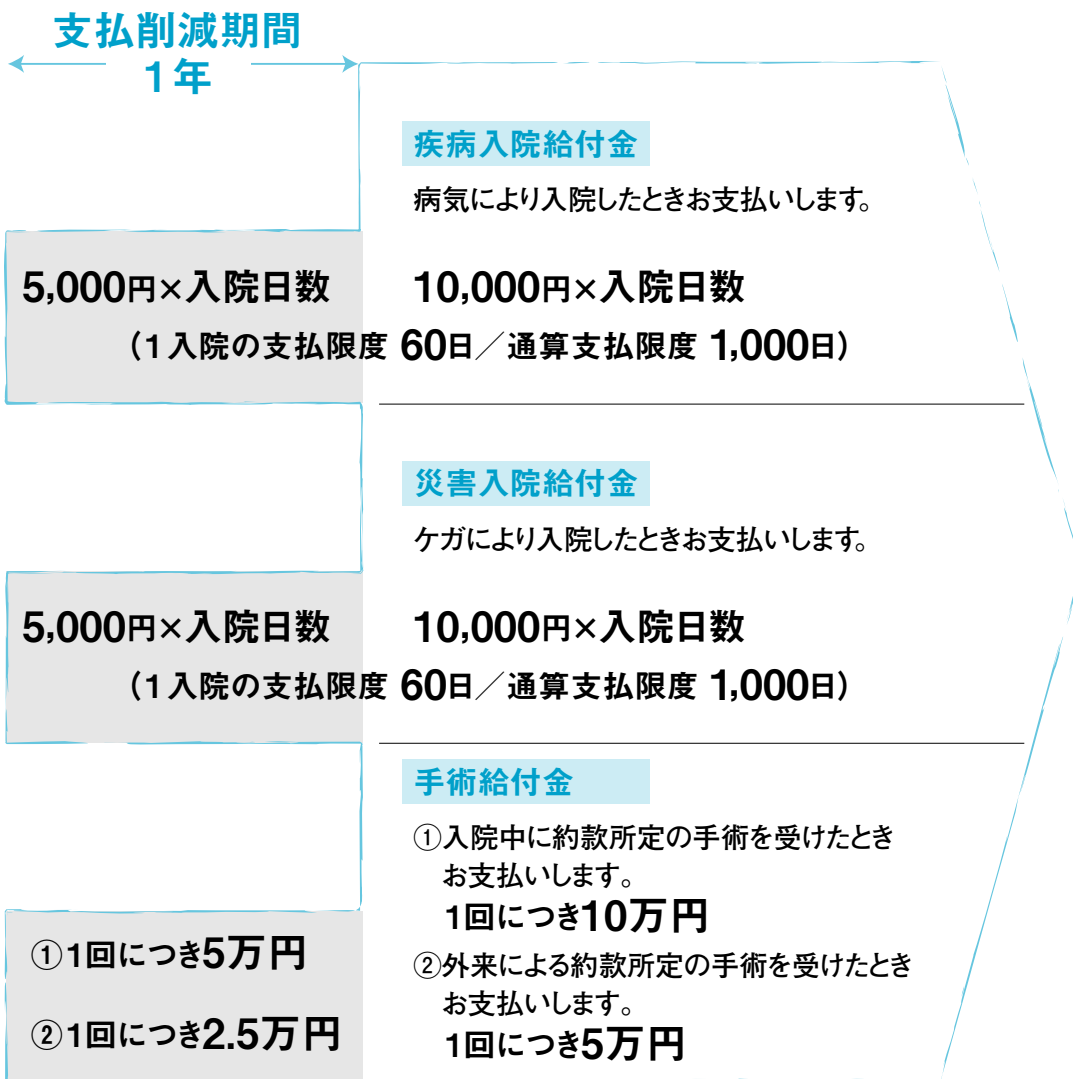 支払削減期間
1年
疾病入院給付金
病気により入院したときお支払いします。
5,000円×入院日数 10,000円×入院日数
(1入院の支払限度 60日／通算支払限度 1,000日)
災害入院給付金
ケガにより入院したときお支払いします。
5,000円×入院日数 10,000円×入院日数
(1入院の支払限度 60日／通算支払限度 1,000日)
手術給付金
①入院中に約款所定の手術を受けたとき
お支払いします。
1回につき10万円
②外来による約款所定の手術を受けたとき
お支払いします。
1回につき5万円
①1回につき5万円
②1回につき2.5万円